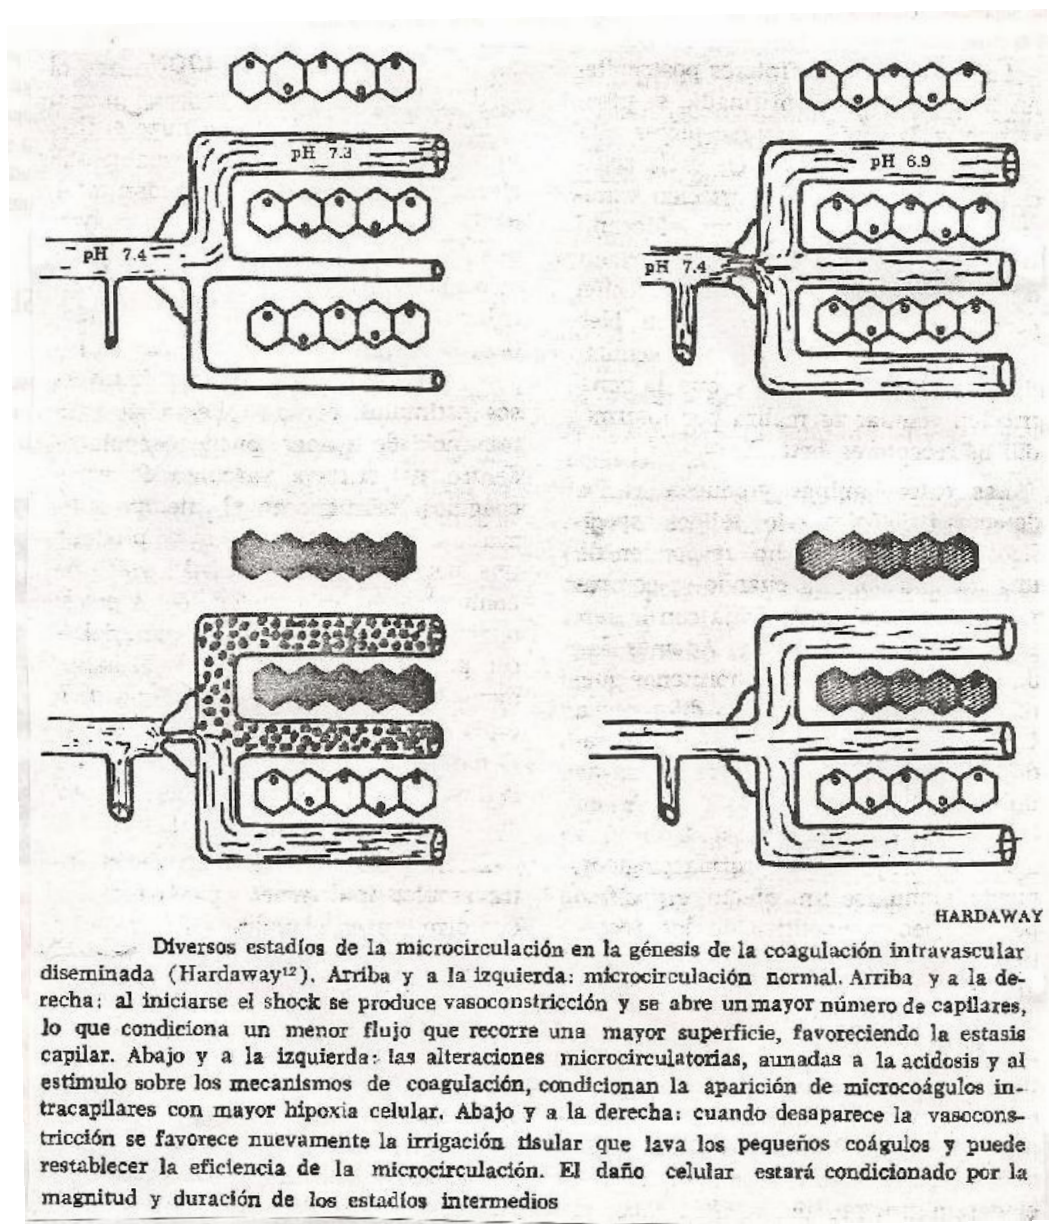 pH 7.3
pH 7.4
pH 6.9
pH 7.4
HARDAWAY
Diversos estadíos de la microcirculación en la génesis de la coagulación intravascular
diseminada (Hardaway¹²). Arriba y a la izquierda: microcirculación normal. Arriba y a la de-
recha: al iniciarse el shock se produce vasoconstricción y se abre un mayor número de capilares,
lo que condiciona un menor flujo que recorre una mayor superficie, favoreciendo la estasis
capilar. Abajo y a la izquierda: las alteraciones microcirculatorias, aunadas a la acidosis y al
estímulo sobre los mecanismos de coagulación, condicionan la aparición de microcoágulos in-
tracapilares con mayor hipoxia celular. Abajo y a la derecha: cuando desaparece la vasocons-
tricción se favorece nuevamente la irrigación tisular que lava los pequeños coágulos y puede
restablecer la eficiencia de la microcirculación. El daño celular estará condicionado por la
magnitud y duración de los estadíos intermedios